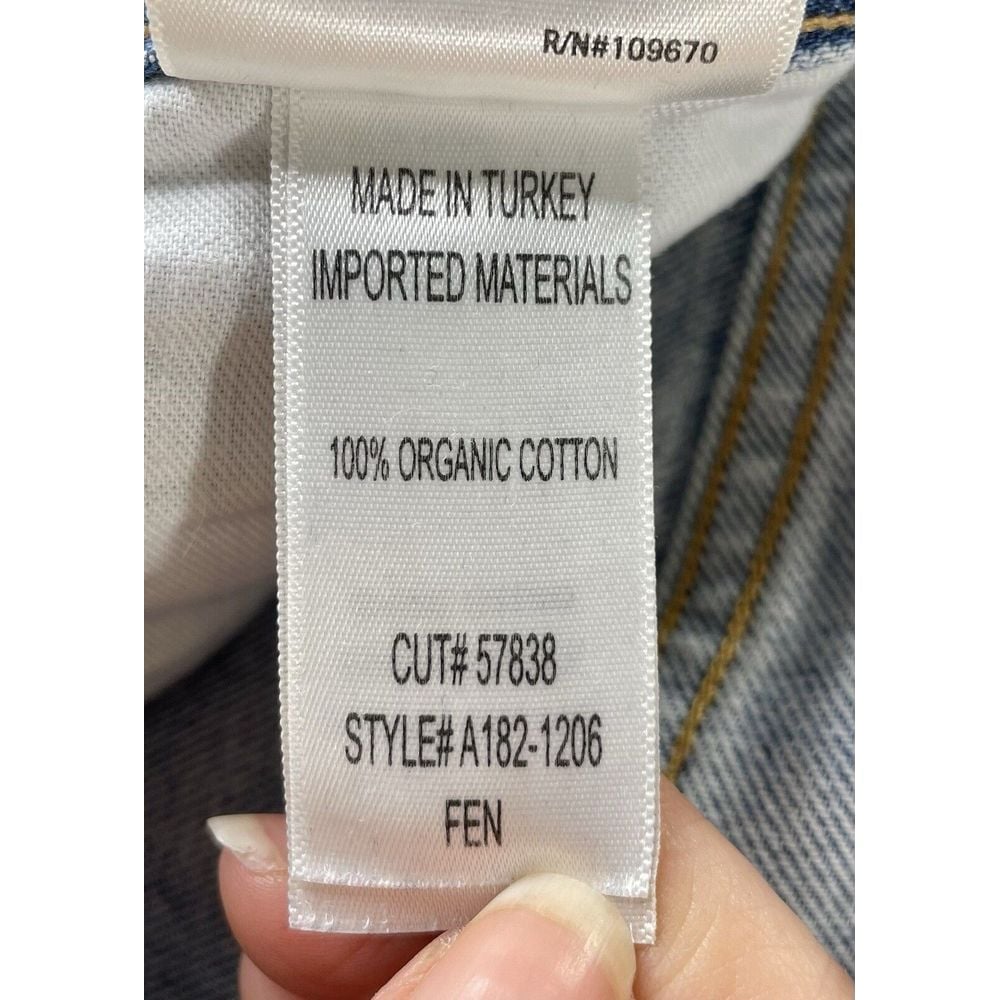 R/N#109670
MADE IN TURKEY
IMPORTED MATERIALS
100% ORGANIC COTTON
CUT# 57838
STYLE# A182-1206
FEN